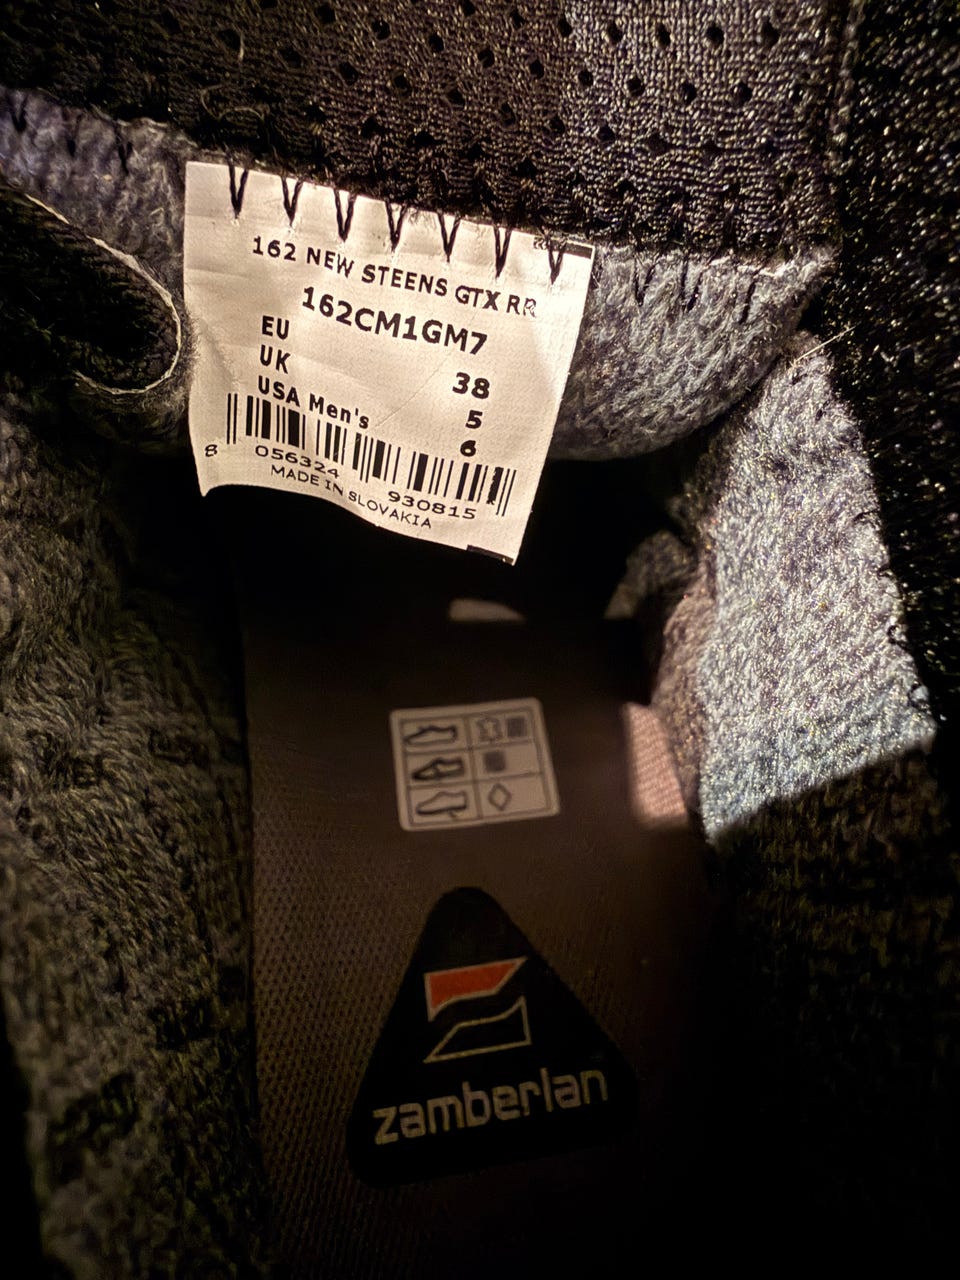 162 NEW STEENS GTX RR
162CM1GM7
EU 38
UK 5
USA Men's 6
8 056324 930815
MADE IN SLOVAKIA
zamberlan